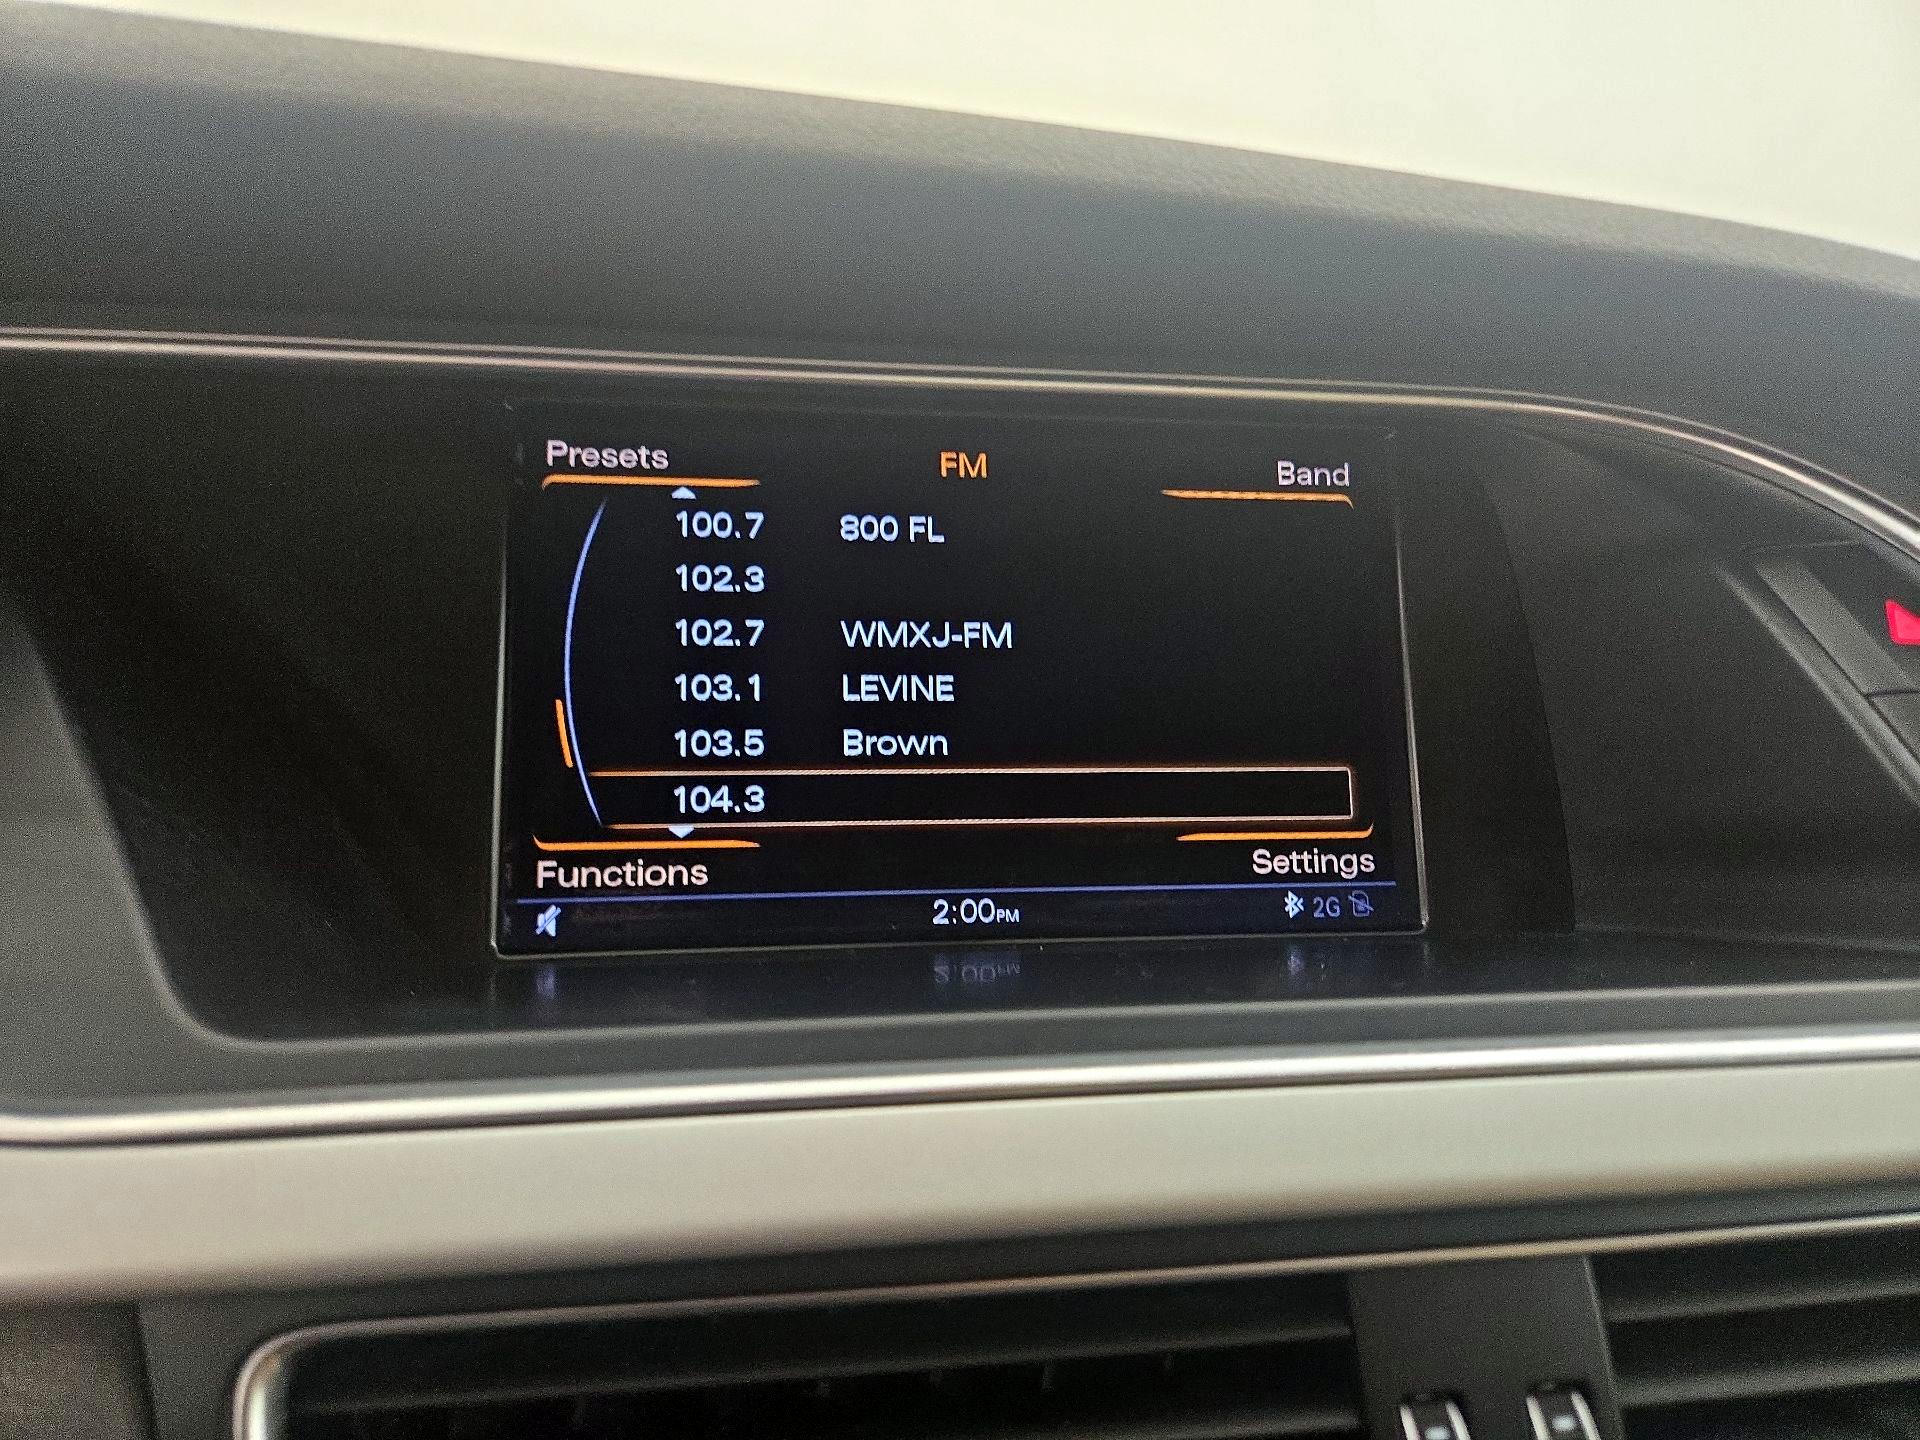 Presets FM Band
100.7 800 FL
102.3
102.7 WMXJ-FM
103.1 LEVINE
103.5 Brown
104.3
Functions Settings
2:00PM 2G